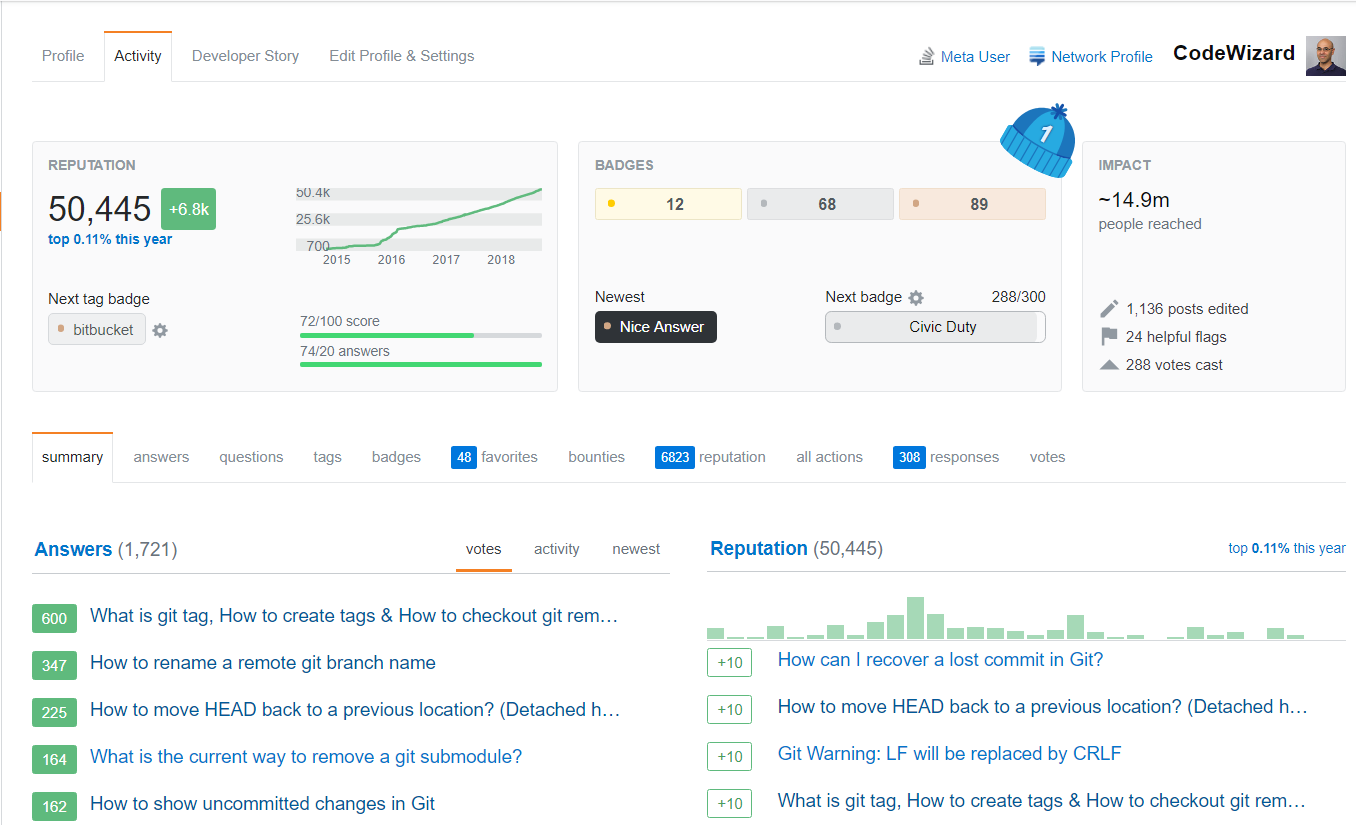 Profile Activity Developer Story Edit Profile & Settings Meta User Network Profile CodeWizard
1
REPUTATION
50,445 +6.8k
top 0.11% this year
50.4k
25.6k
700
2015 2016 2017 2018
Next tag badge
bitbucket
72/100 score
74/20 answers
BADGES
12 68 89
Newest
Nice Answer
Next badge 288/300
Civic Duty
IMPACT
~14.9m
people reached
1,136 posts edited
24 helpful flags
288 votes cast
summary answers questions tags badges 48 favorites bounties 6823 reputation all actions 308 responses votes
Answers (1,721) votes activity newest
600 What is git tag, How to create tags & How to checkout git rem…
347 How to rename a remote git branch name
225 How to move HEAD back to a previous location? (Detached h…
164 What is the current way to remove a git submodule?
162 How to show uncommitted changes in Git
Reputation (50,445) top 0.11% this year
+10 How can I recover a lost commit in Git?
+10 How to move HEAD back to a previous location? (Detached h…
+10 Git Warning: LF will be replaced by CRLF
+10 What is git tag, How to create tags & How to checkout git rem…